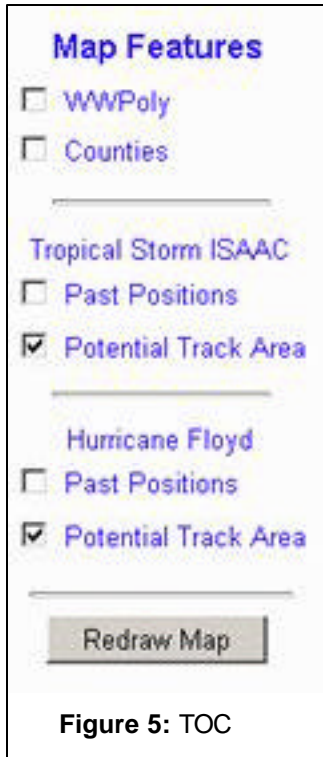 Map Features
WWPoly
Counties
Tropical Storm ISAAC
Past Positions
Potential Track Area
Hurricane Floyd
Past Positions
Potential Track Area
Redraw Map
Figure 5: TOC